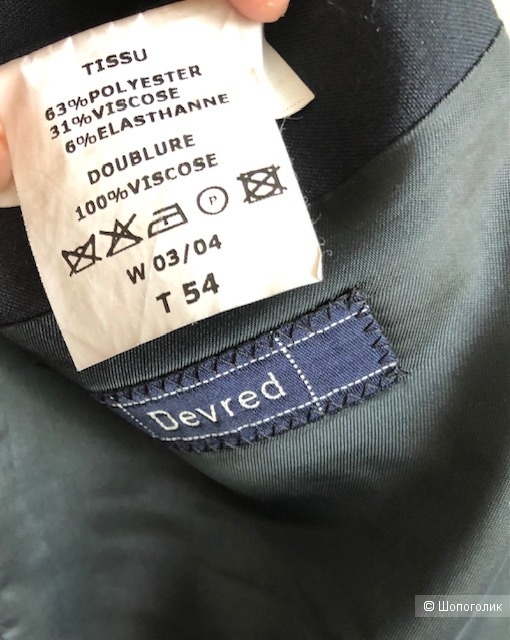 TISSU
63%POLYESTER
31%VISCOSE
6%ELASTHANNE
DOUBLURE
100%VISCOSE
P
W 03/04
T 54
Devred
© Шопоголик